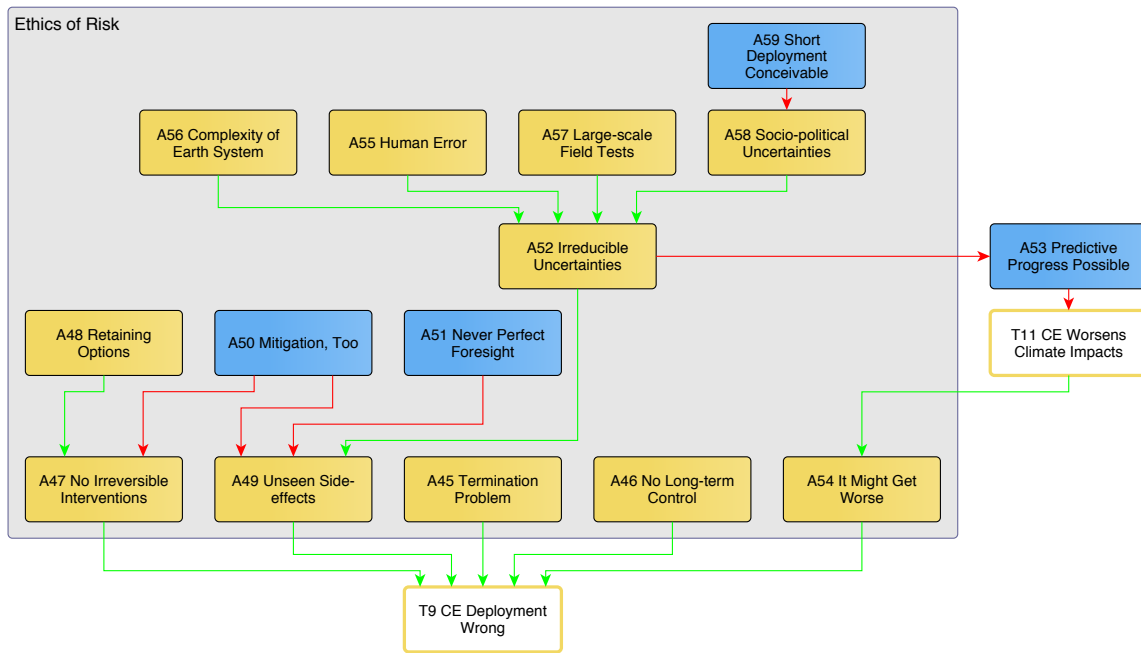 Ethics of Risk
A59 Short
Deployment
Conceivable
A56 Complexity of
Earth System
A55 Human Error
A57 Large-scale
Field Tests
A58 Socio-political
Uncertainties
A52 Irreducible
Uncertainties
A53 Predictive
Progress Possible
A48 Retaining
Options
A50 Mitigation, Too
A51 Never Perfect
Foresight
T11 CE Worsens
Climate Impacts
A47 No Irreversible
Interventions
A49 Unseen Side-
effects
A45 Termination
Problem
A46 No Long-term
Control
A54 It Might Get
Worse
T9 CE Deployment
Wrong